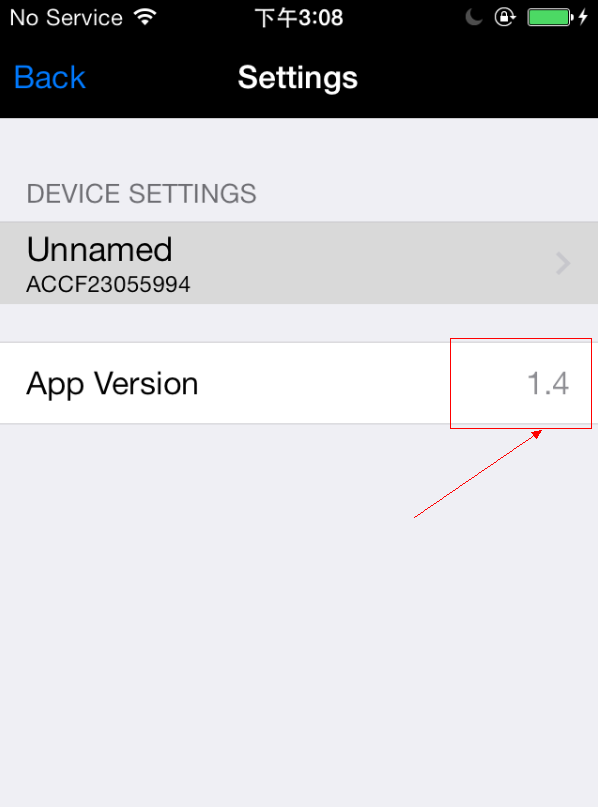 No Service 下午3:08
Back Settings
DEVICE SETTINGS
Unnamed
ACCF23055994
App Version 1.4